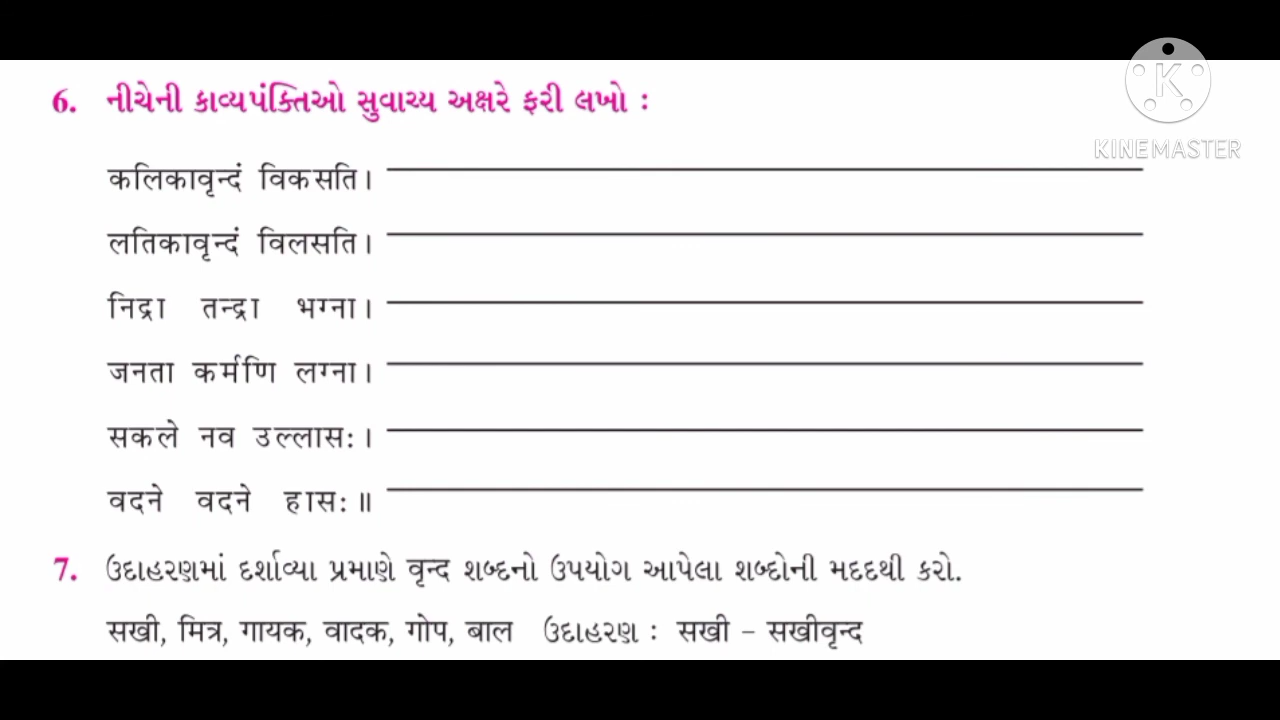 K
KINEMASTER
6. નીચેની કાવ્યપંક્તિઓ સુવાચ્ય અક્ષરે ફરી લખો :
कलिकावृन्दं विकसति।
लतिकावृन्दं विलसति।
निद्रा तन्द्रा भग्ना।
जनता कर्मणि लग्ना।
सकले नव उल्लासः।
वदने वदने हासः॥
7. ઉદાહરણમાં દર્શાવ્યા પ્રમાણે वृन्द શબ્દનો ઉપયોગ આપેલા શબ્દોની મદદથી કરો.
सखी, मित्र, गायक, वादक, गोप, बाल ઉદાહરણ : सखी – सखीवृन्द